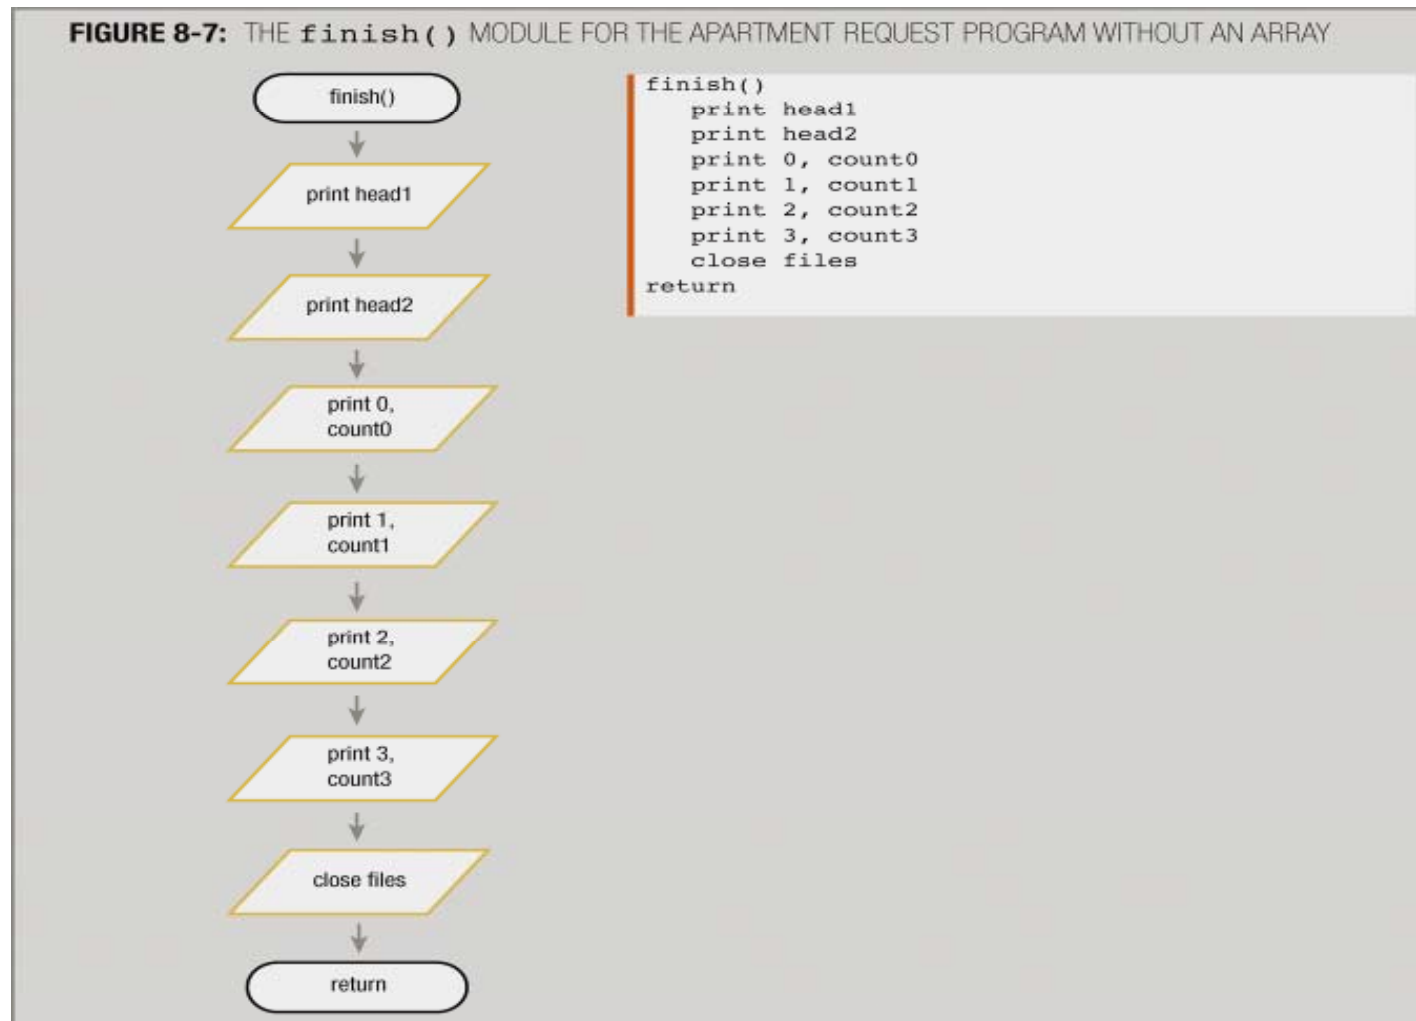 FIGURE 8-7: THE finish() MODULE FOR THE APARTMENT REQUEST PROGRAM WITHOUT AN ARRAY
finish()
print head1
print head2
print 0,
count0
print 1,
count1
print 2,
count2
print 3,
count3
close files
return
finish()
print head1
print head2
print 0, count0
print 1, count1
print 2, count2
print 3, count3
close files
return